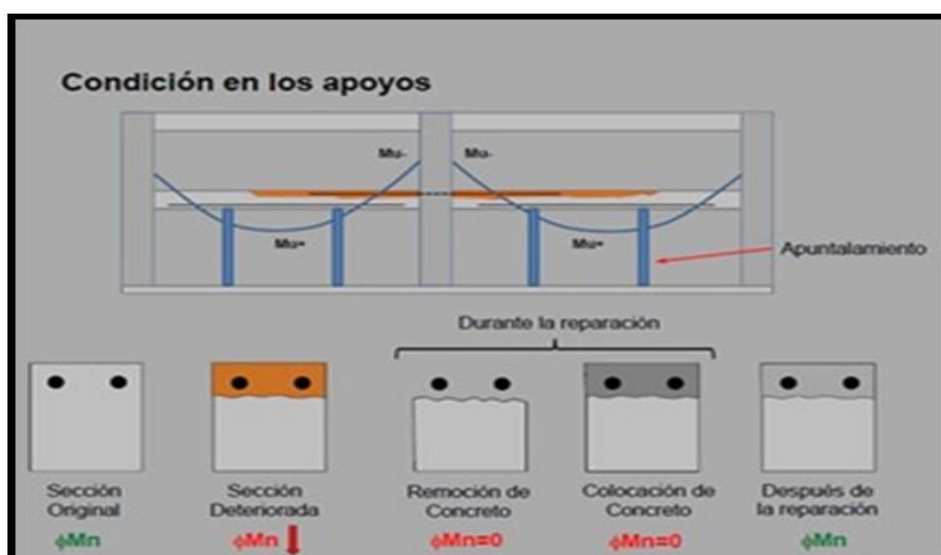 Condición en los apoyos
Mu- Mu-
Mu+ Mu+
Apuntalamiento
Durante la reparación
Sección
Original
ϕMn
Sección
Deteriorada
ϕMn
Remoción de
Concreto
ϕMn=0
Colocación de
Concreto
ϕMn=0
Después de
la reparación
ϕMn